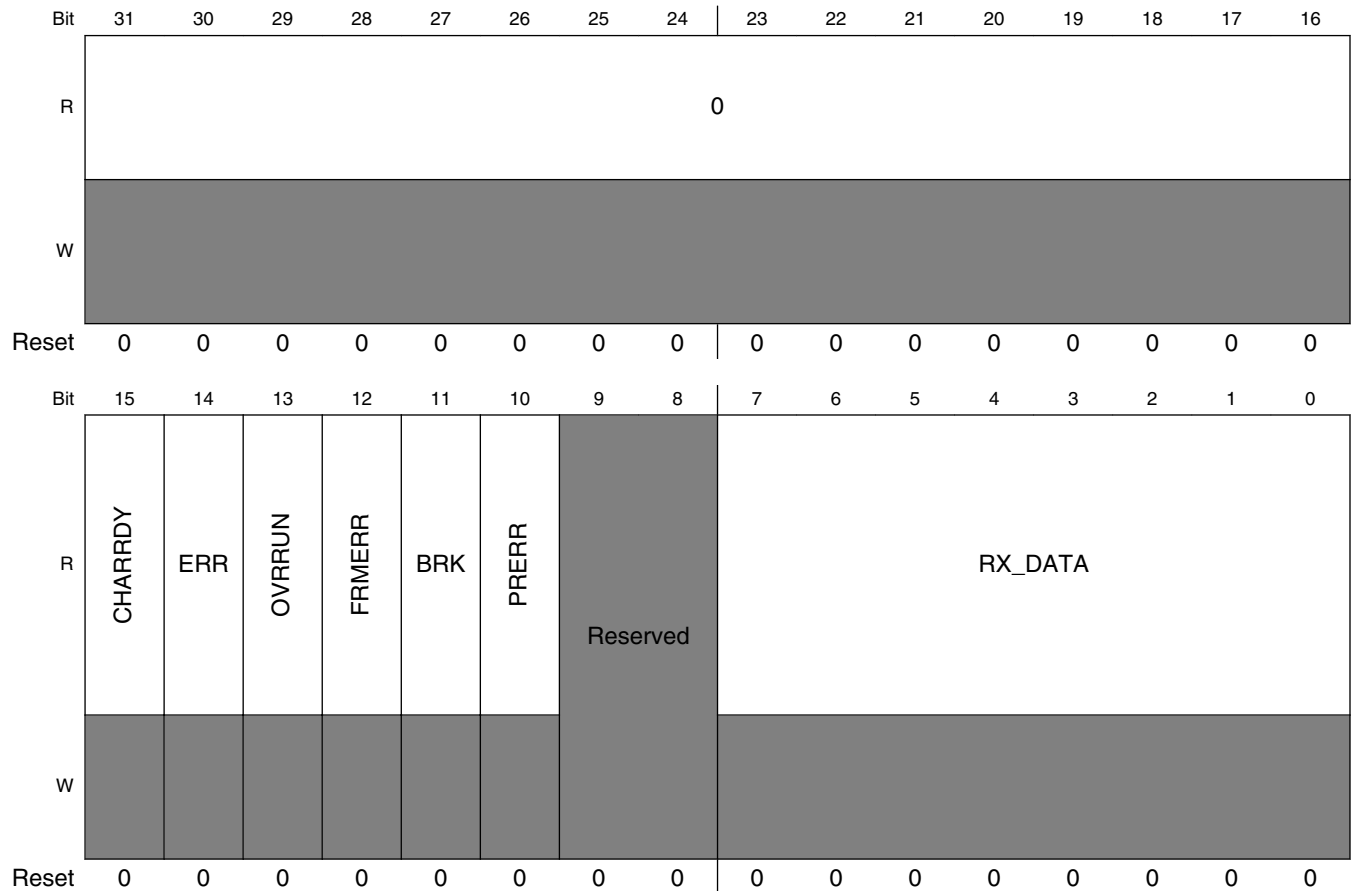 Bit 31 30 29 28 27 26 25 24 23 22 21 20 19 18 17 16
R 0
W
Reset 0 0 0 0 0 0 0 0 0 0 0 0 0 0 0 0
Bit 15 14 13 12 11 10 9 8 7 6 5 4 3 2 1 0
R CHARRDY ERR OVRRUN FRMERR BRK PRERR Reserved RX_DATA
W
Reset 0 0 0 0 0 0 0 0 0 0 0 0 0 0 0 0